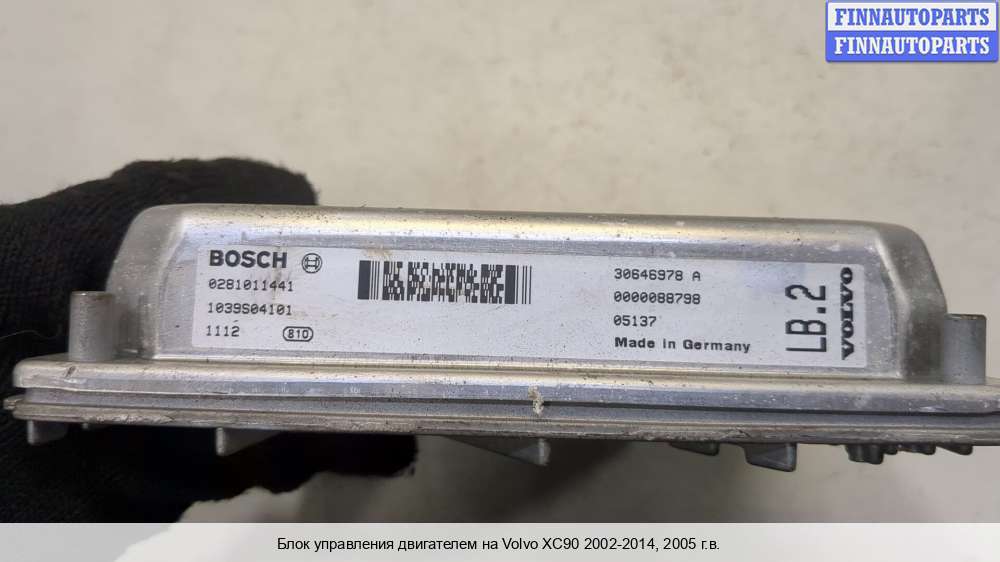 FINNAUTOPARTS
FINNAUTOPARTS
BOSCH
0281011441
1039S04101
1112 810
30646978 A
0000088798
05137
Made in Germany
LB.2
VOLVO
Блок управления двигателем на Volvo XC90 2002-2014, 2005 г.в.